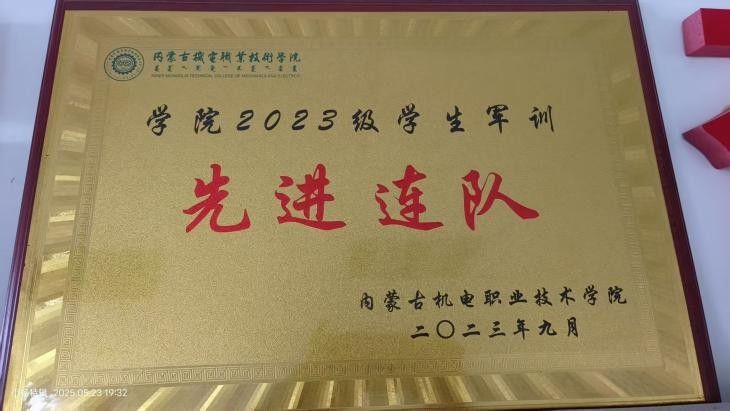 内蒙古機電職業技術學院
INNER MONGOLIA TECHNICAL COLLEGE OF MECHANICS AND ELECTRICS
学院2023级学生军训
先进连队
内蒙古机电职业技术学院
二〇二三年九月
2025.05.23 19:32